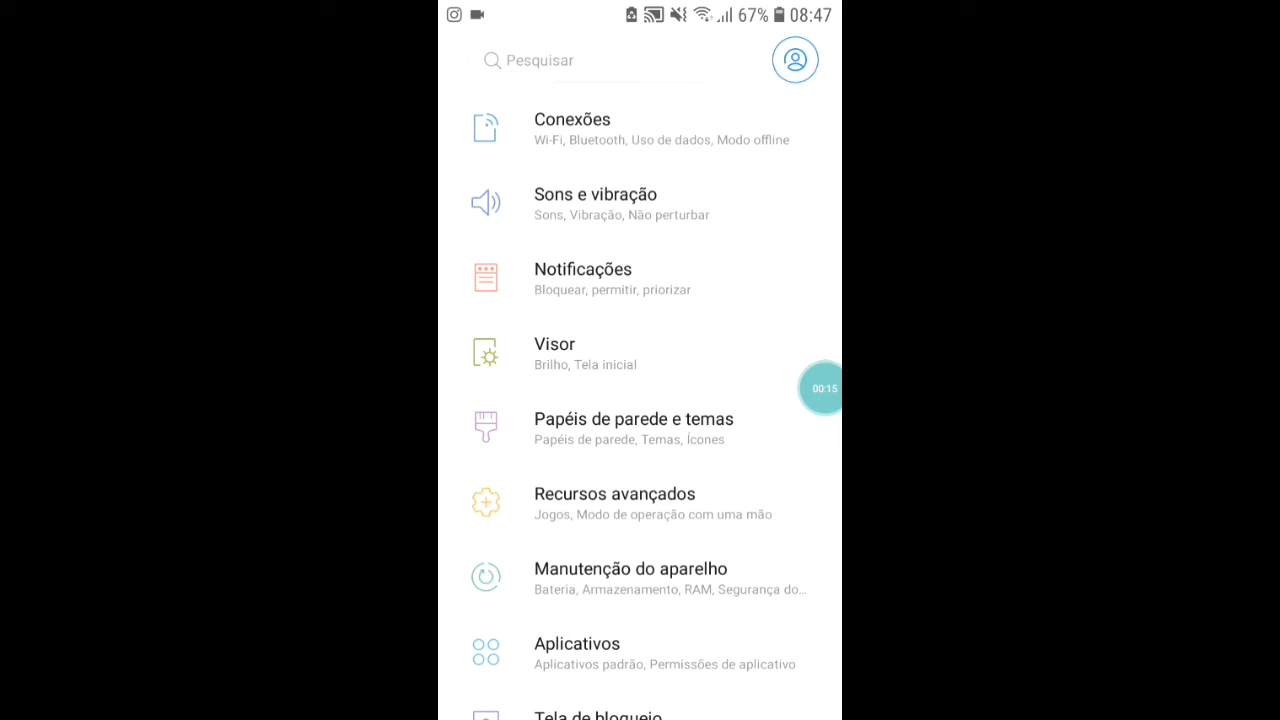 67% 08:47
Pesquisar
Conexões
Wi-Fi, Bluetooth, Uso de dados, Modo offline
Sons e vibração
Sons, Vibração, Não perturbar
Notificações
Bloquear, permitir, priorizar
Visor
Brilho, Tela inicial
00:15
Papéis de parede e temas
Papéis de parede, Temas, Ícones
Recursos avançados
Jogos, Modo de operação com uma mão
Manutenção do aparelho
Bateria, Armazenamento, RAM, Segurança do...
Aplicativos
Aplicativos padrão, Permissões de aplicativo
Tela de bloqueio